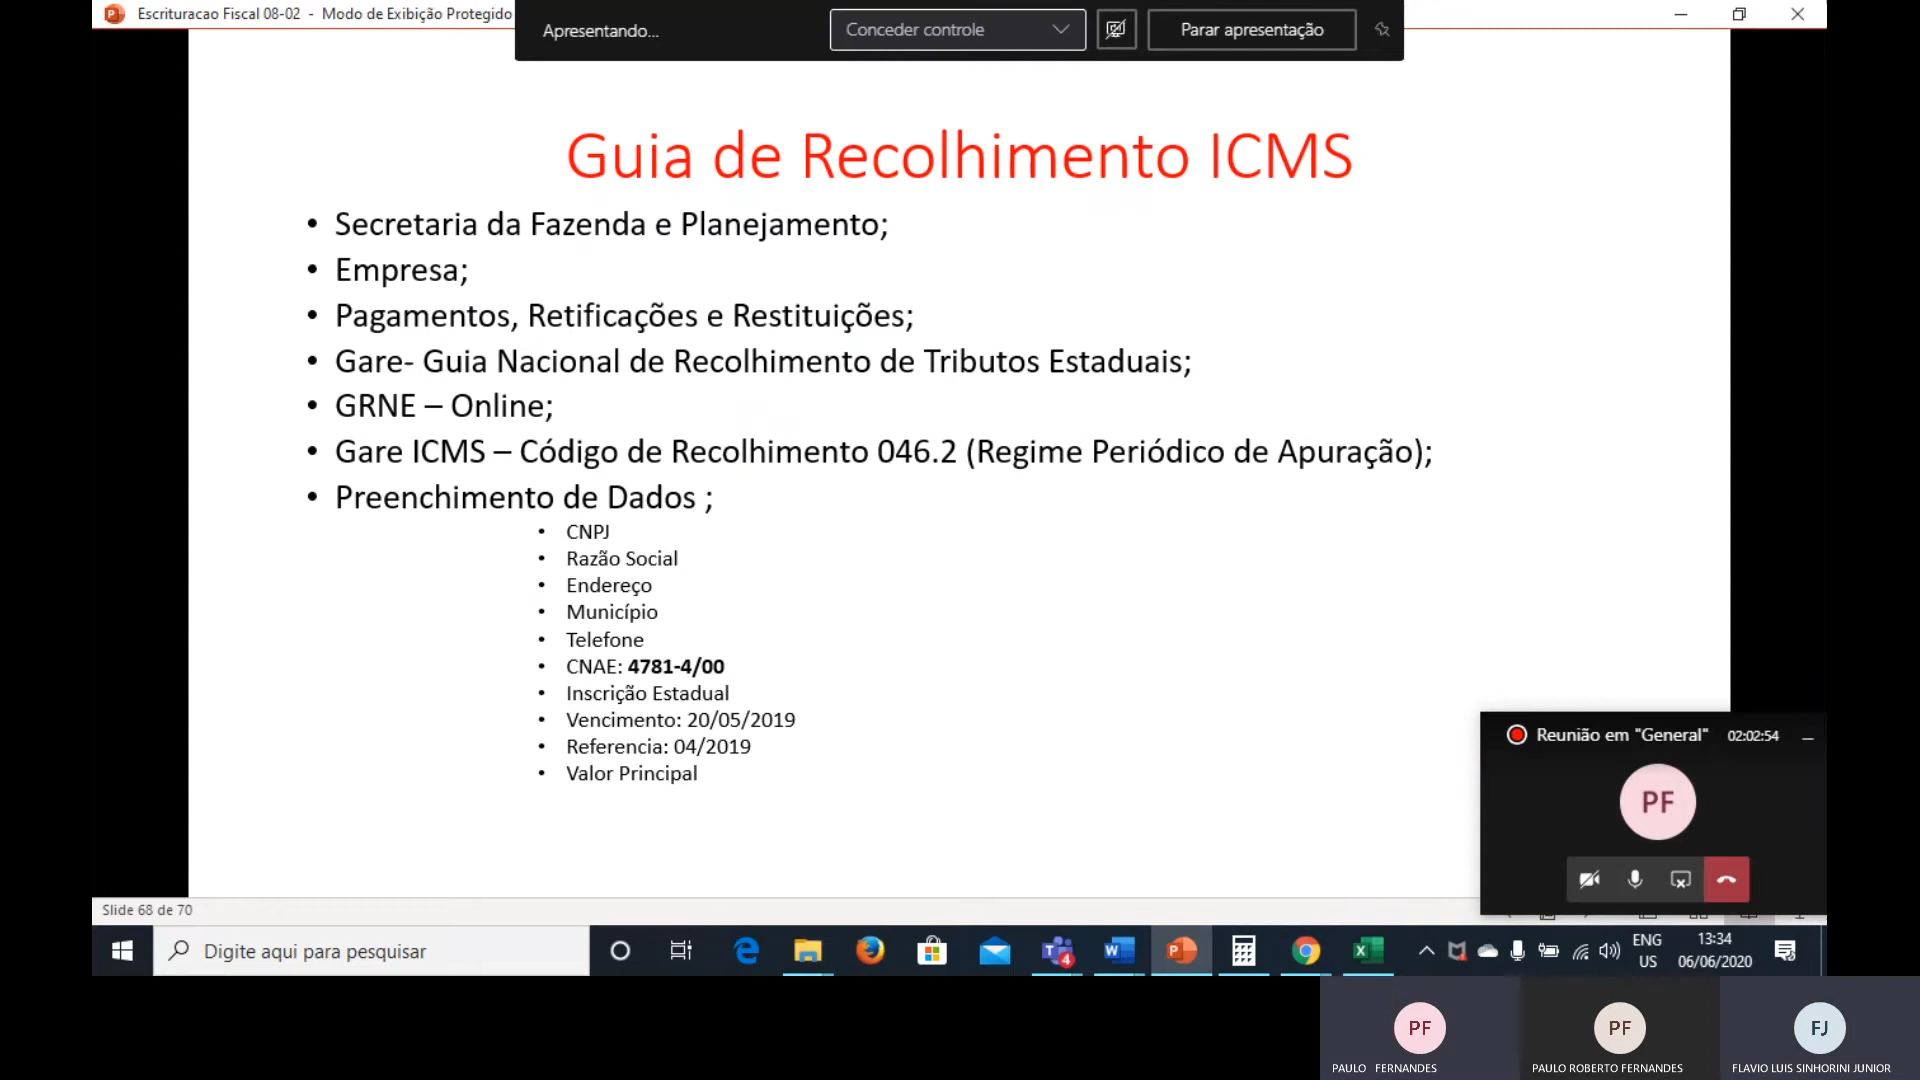 Escrituracao Fiscal 08-02 - Modo de Exibição Protegido
Apresentando...
Conceder controle
Parar apresentação
Guia de Recolhimento ICMS
• Secretaria da Fazenda e Planejamento;
• Empresa;
• Pagamentos, Retificações e Restituições;
• Gare- Guia Nacional de Recolhimento de Tributos Estaduais;
• GRNE – Online;
• Gare ICMS – Código de Recolhimento 046.2 (Regime Periódico de Apuração);
• Preenchimento de Dados ;
• CNPJ
• Razão Social
• Endereço
• Município
• Telefone
• CNAE: 4781-4/00
• Inscrição Estadual
• Vencimento: 20/05/2019
• Referencia: 04/2019
• Valor Principal
Reunião em "General" 02:02:54
PF
Slide 68 de 70
Digite aqui para pesquisar
4
ENG
US
13:34
06/06/2020
PF
PF
FJ
PAULO FERNANDES
PAULO ROBERTO FERNANDES
FLAVIO LUIS SINHORINI JUNIOR